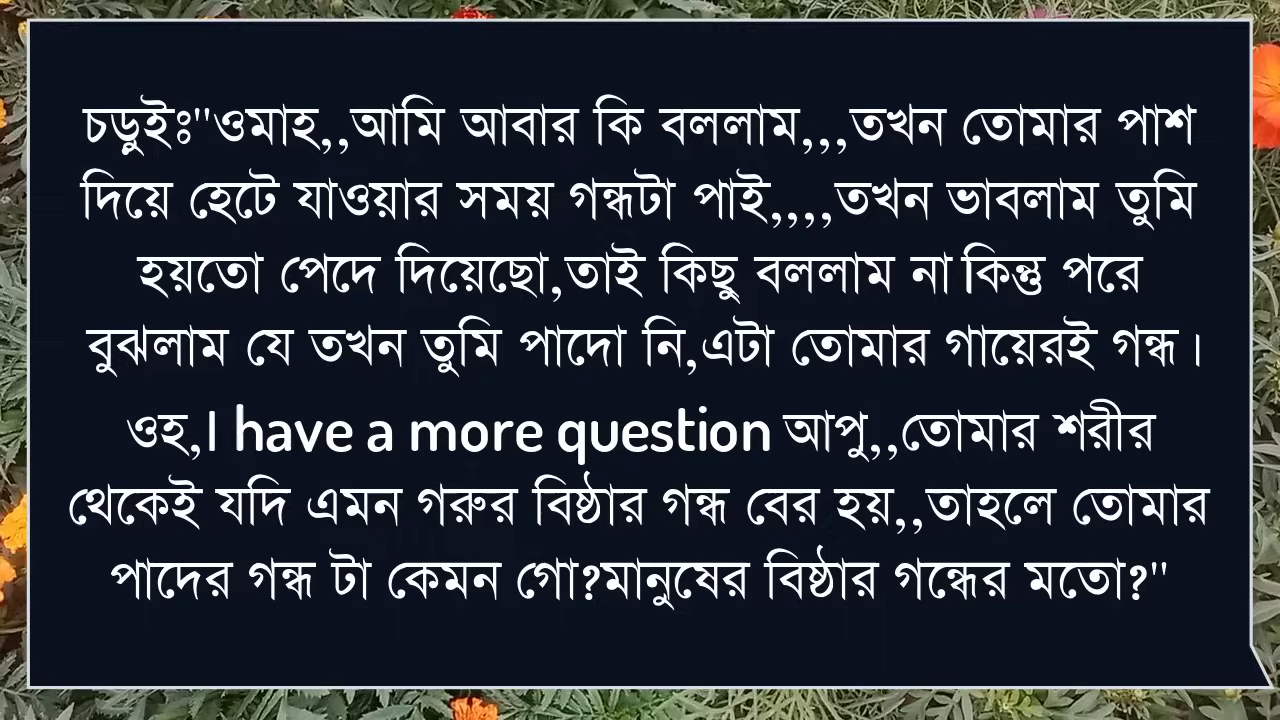 চড়ুইঃ"ওমাহ,,আমি আবার কি বললাম,,,তখন তোমার পাশ
দিয়ে হেটে যাওয়ার সময় গন্ধটা পাই,,,,তখন ভাবলাম তুমি
হয়তো পেদে দিয়েছো,তাই কিছু বললাম না কিন্তু পরে
বুঝলাম যে তখন তুমি পাদো নি,এটা তোমার গায়েরই গন্ধ।
ওহ,I have a more question আপু,,তোমার শরীর
থেকেই যদি এমন গরুর বিষ্ঠার গন্ধ বের হয়,,তাহলে তোমার
পাদের গন্ধ টা কেমন গো?মানুষের বিষ্ঠার গন্ধের মতো?"